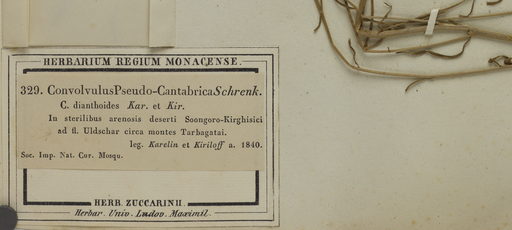 HERBARIUM REGIUM MONACENSE.
329. Convolvulus Pseudo-Cantabrica Schrenk.
C. dianthoides Kar. et Kir.
In sterilibus arenosis deserti Soongoro-Kirghisici
ad fl. Uldschar circa montes Tarbagatai.
leg. Karelin et Kiriloff a. 1840.
Soc. Imp. Nat. Cur. Mosqu.
HERB. ZUCCARINII.
Herbar. Univ. Ludov. Maximil.